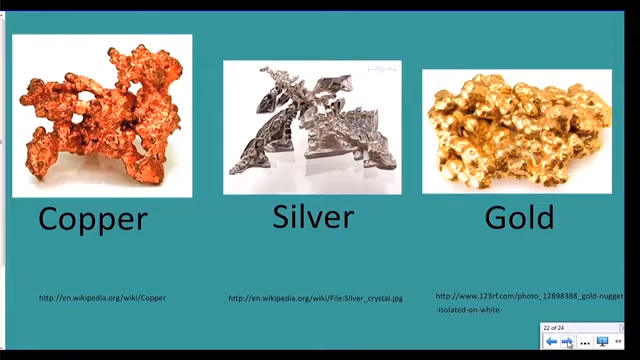 Copper
Silver
Gold
http://en.wikipedia.org/wiki/Copper
http://en.wikipedia.org/wiki/File:Silver_crystal.jpg
http://www.123rf.com/photo_12898388_gold-nugget
-isolated-on-white-
22 of 24